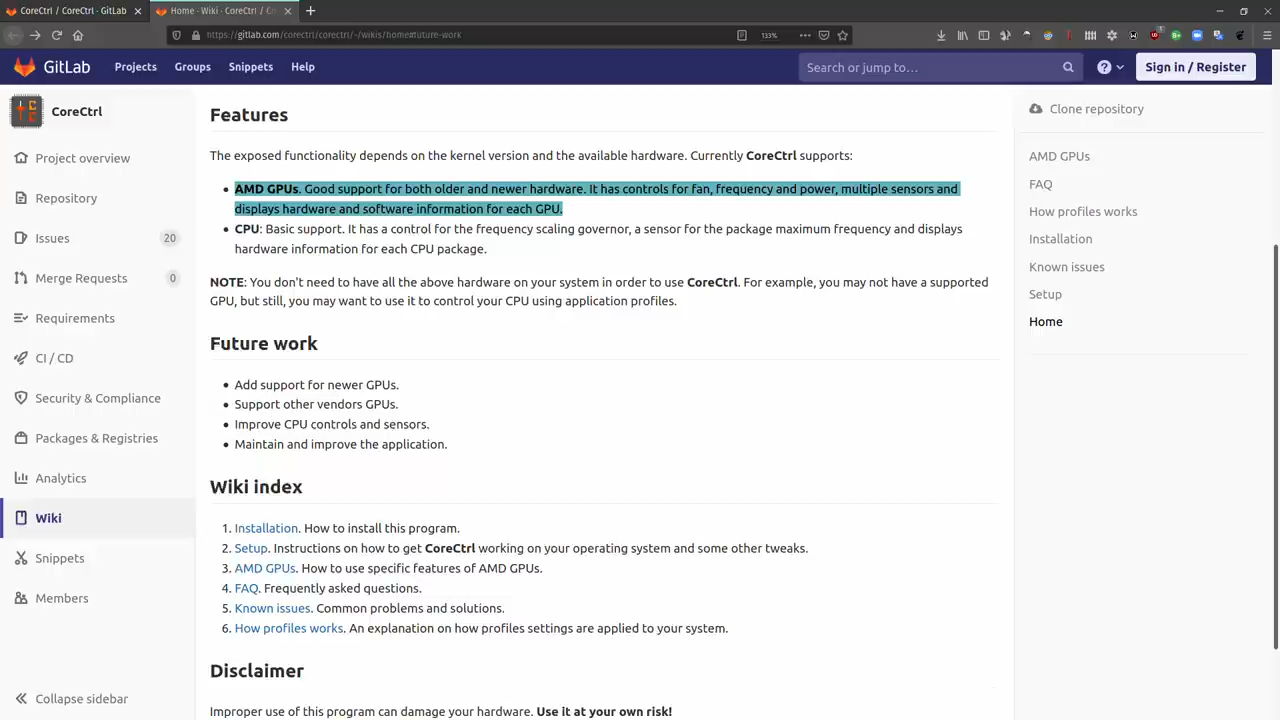 CoreCtrl / CoreCtrl · GitLab
Home · Wiki · CoreCtrl / Co
https://gitlab.com/corectrl/corectrl/-/wikis/home#future-work
133%
GitLab
Projects
Groups
Snippets
Help
Search or jump to…
Sign in / Register
CoreCtrl
Project overview
Repository
Issues 20
Merge Requests 0
Requirements
CI / CD
Security & Compliance
Packages & Registries
Analytics
Wiki
Snippets
Members
Collapse sidebar
Features
The exposed functionality depends on the kernel version and the available hardware. Currently CoreCtrl supports:
• AMD GPUs. Good support for both older and newer hardware. It has controls for fan, frequency and power, multiple sensors and
displays hardware and software information for each GPU.
• CPU: Basic support. It has a control for the frequency scaling governor, a sensor for the package maximum frequency and displays
hardware information for each CPU package.
NOTE: You don't need to have all the above hardware on your system in order to use CoreCtrl. For example, you may not have a supported
GPU, but still, you may want to use it to control your CPU using application profiles.
Future work
• Add support for newer GPUs.
• Support other vendors GPUs.
• Improve CPU controls and sensors.
• Maintain and improve the application.
Wiki index
1. Installation. How to install this program.
2. Setup. Instructions on how to get CoreCtrl working on your operating system and some other tweaks.
3. AMD GPUs. How to use specific features of AMD GPUs.
4. FAQ. Frequently asked questions.
5. Known issues. Common problems and solutions.
6. How profiles works. An explanation on how profiles settings are applied to your system.
Disclaimer
Improper use of this program can damage your hardware. Use it at your own risk!
Clone repository
AMD GPUs
FAQ
How profiles works
Installation
Known issues
Setup
Home